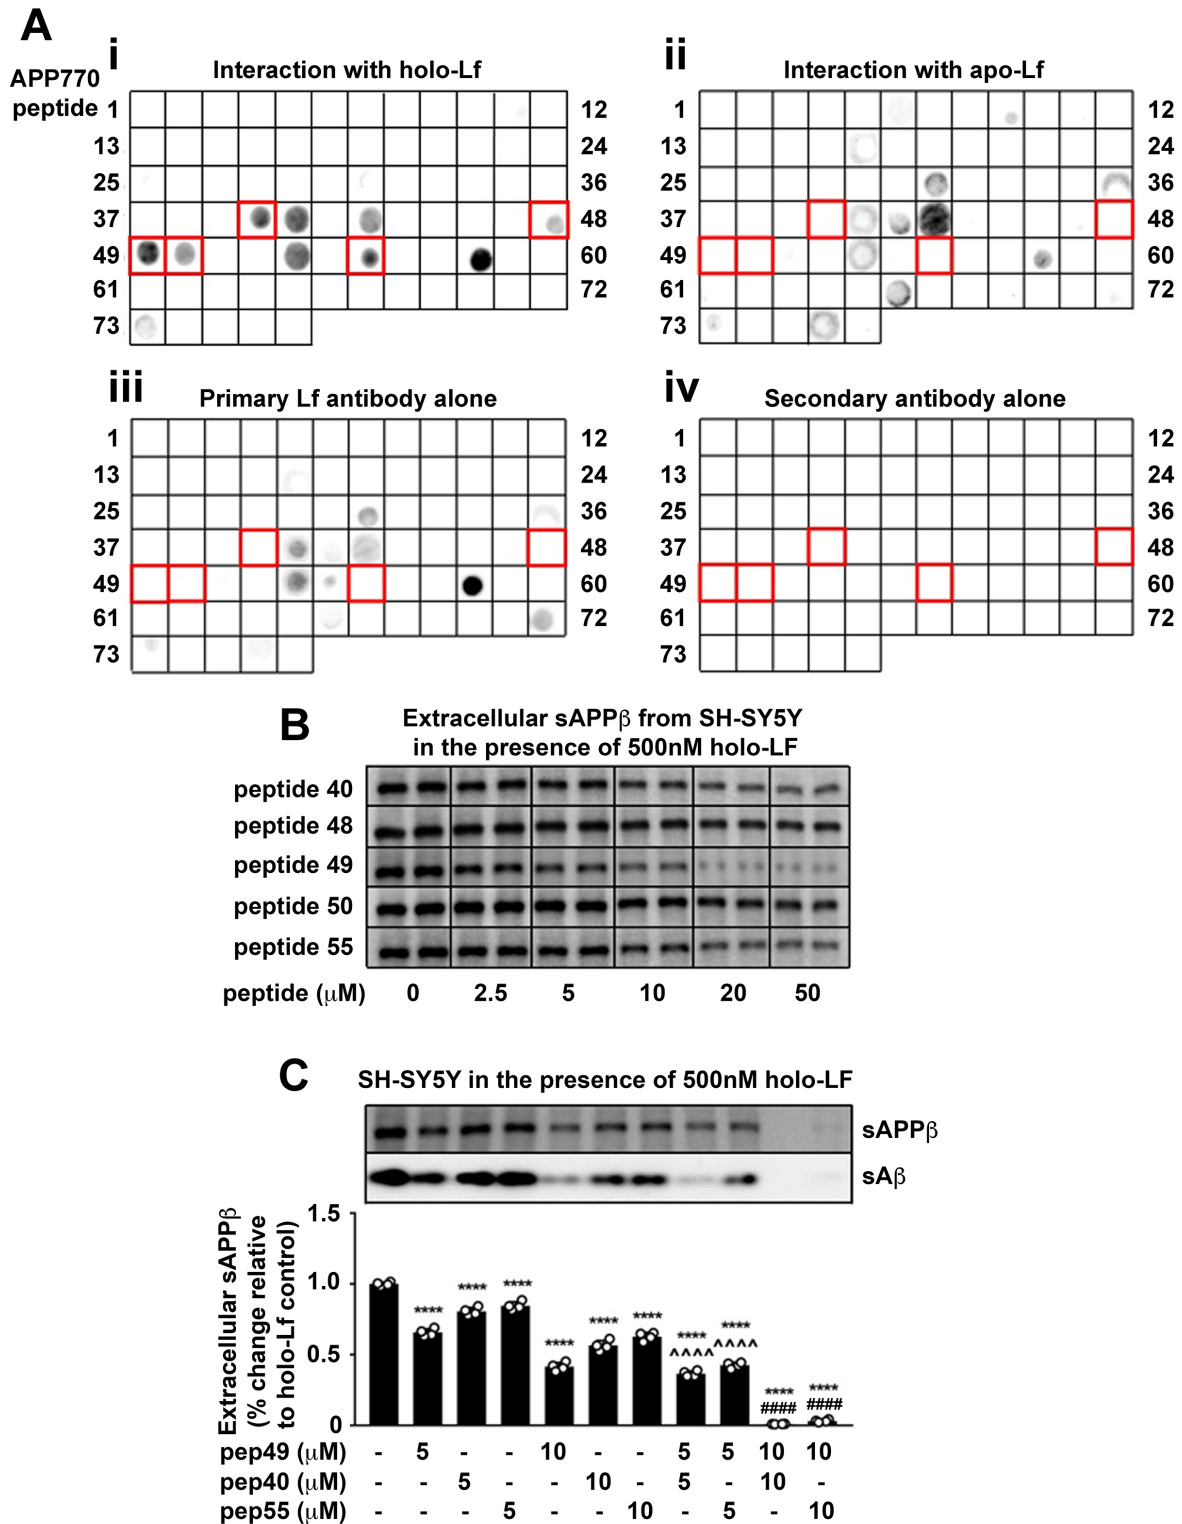 A
i
ii
APP770
peptide
Interaction with holo-Lf
Interaction with apo-Lf
1 12 1 12
13 24 13 24
25 36 25 36
37 48 37 48
49 60 49 60
61 72 61 72
73 73
iii
iv
Primary Lf antibody alone
Secondary antibody alone
1 12 1 12
13 24 13 24
25 36 25 36
37 48 37 48
49 60 49 60
61 72 61 72
73 73
B
Extracellular sAPPβ from SH-SY5Y
in the presence of 500nM holo-LF
peptide 40
peptide 48
peptide 49
peptide 50
peptide 55
peptide (μM) 0 2.5 5 10 20 50
C
SH-SY5Y in the presence of 500nM holo-LF
sAPPβ
sAβ
Extracellular sAPPβ
(% change relative
to holo-Lf control)
1.5
1.0
0.5
0
**** **** **** **** **** **** **** **** **** ****
^^^^ ^^^^ #### ####
pep49 (μM) - 5 - - 10 - - 5 5 10 10
pep40 (μM) - - 5 - - 10 - 5 - 10 -
pep55 (μM) - - - 5 - - 10 - 5 - 10